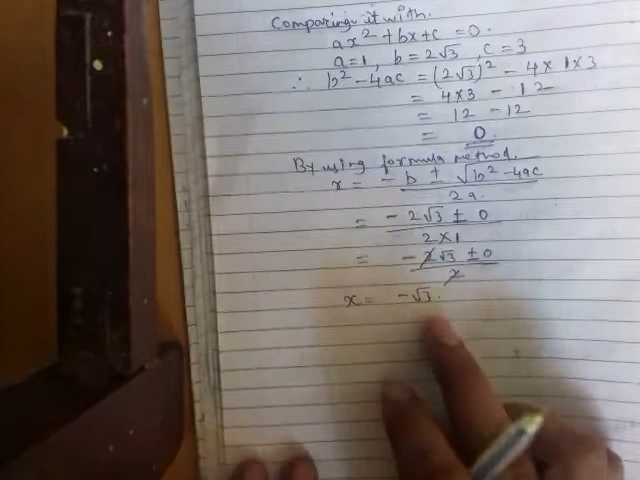 Comparing it with.
ax² + bx + c = 0.
a=1, b = 2√3, c = 3
∴ b² - 4ac = (2√3)² - 4 × 1 × 3
= 4×3 - 12
= 12 - 12
= 0.
By using formula method.
x = - b ± √b² - 4ac
2a.
= - 2√3 ± 0
2×1
= - 2√3 ± 0
2
x = -√3.